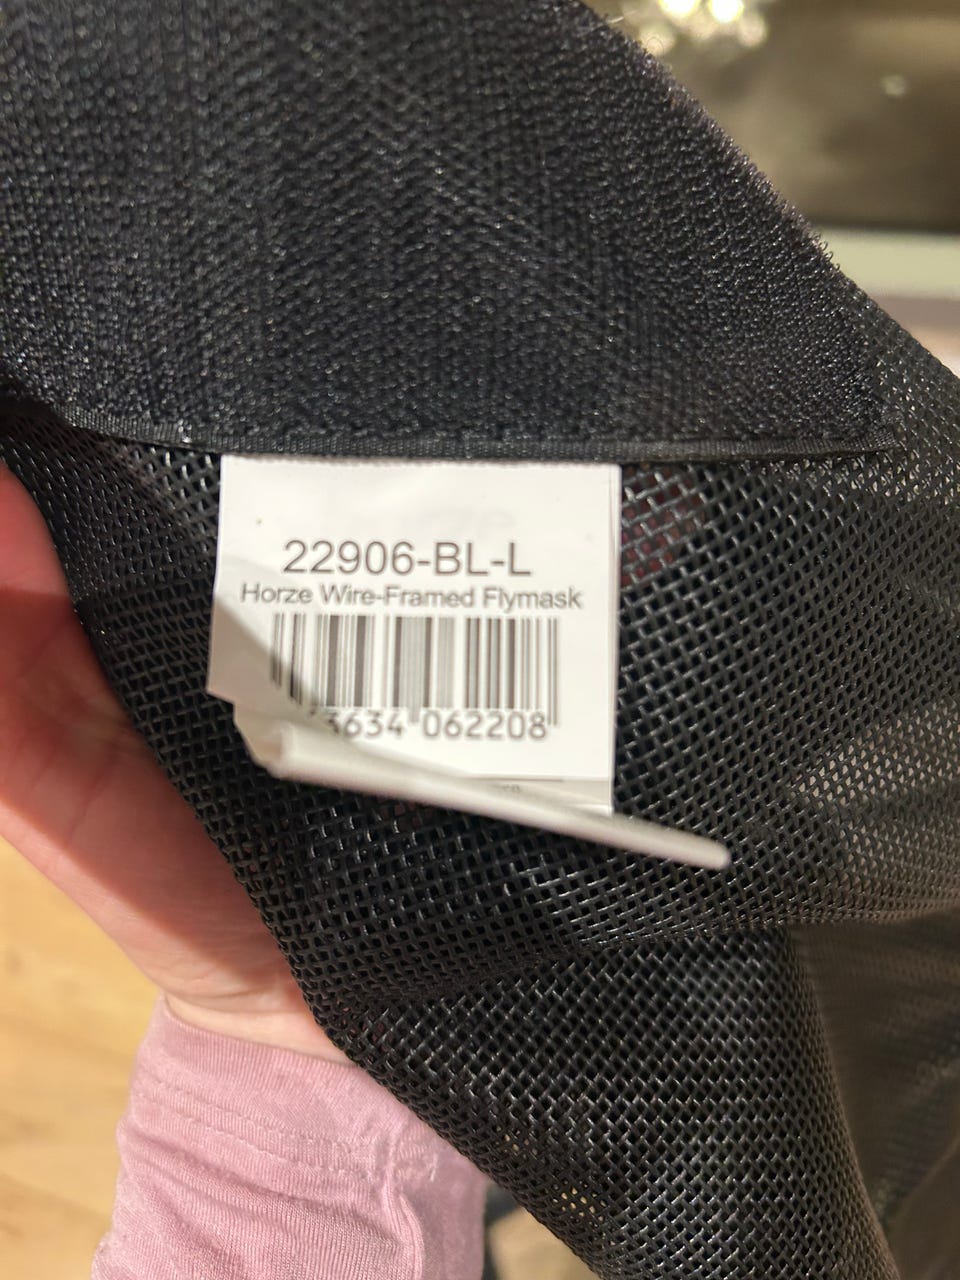 22906-BL-L
Horze Wire-Framed Flymask
3634 062208